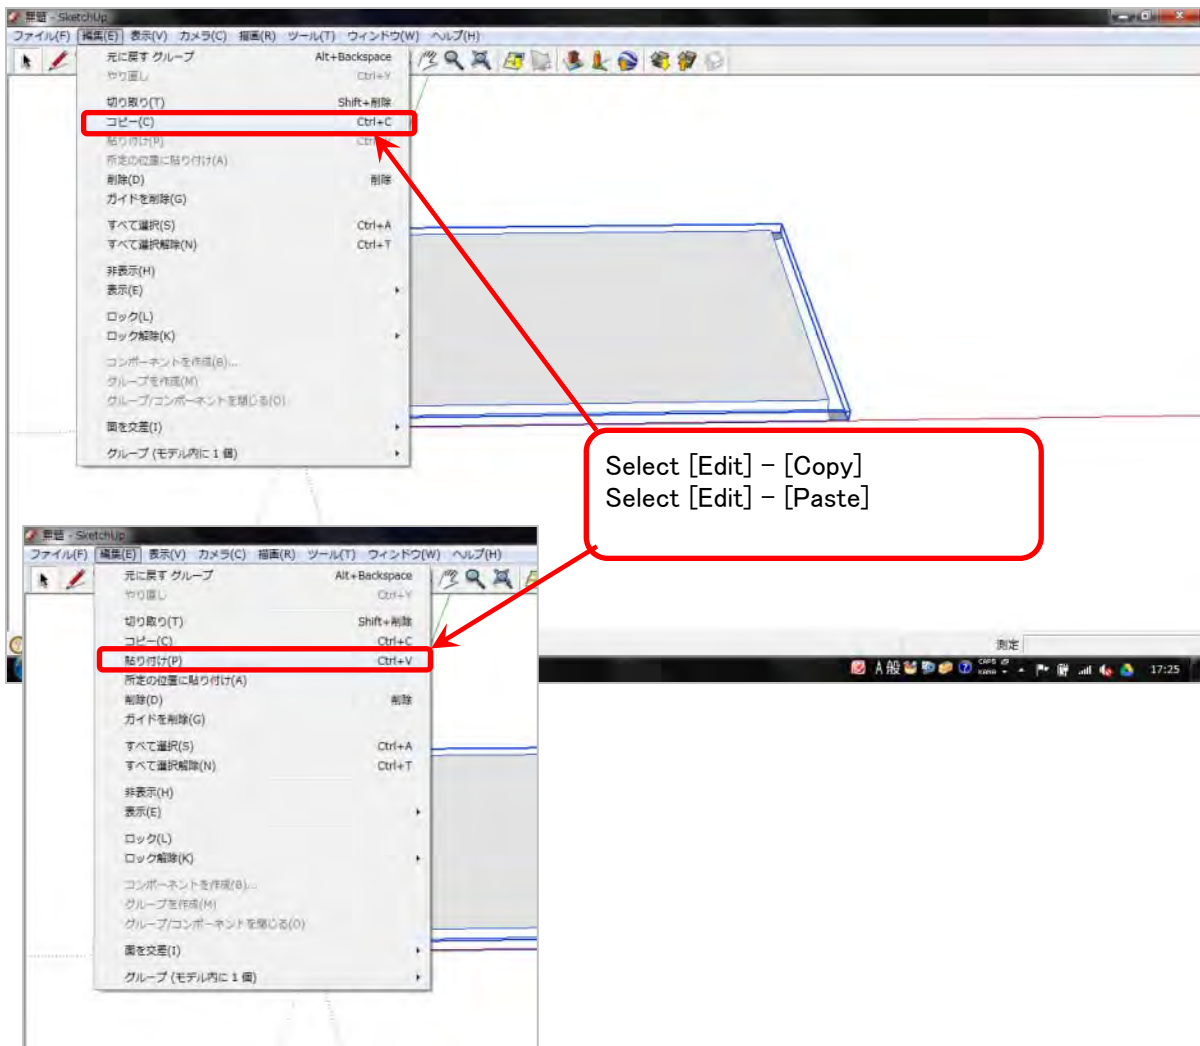 無題 - SketchUp
ファイル(F) 編集(E) 表示(V) カメラ(C) 描画(R) ツール(T) ウィンドウ(W) ヘルプ(H)
元に戻す グループ Alt+Backspace
やり直し Ctrl+Y
切り取り(T) Shift+削除
コピー(C) Ctrl+C
貼り付け(P)
所定の位置に貼り付け(A)
削除(D) 削除
ガイドを削除(G)
すべて選択(S) Ctrl+A
すべて選択解除(N) Ctrl+T
非表示(H)
表示(E)
ロック(L)
ロック解除(K)
コンポーネントを作成(B)...
グループを作成(M)
グループ/コンポーネントを閉じる(O)
面を交差(I)
グループ (モデル内に 1 個)
Select [Edit] - [Copy]
Select [Edit] - [Paste]
無題 - SketchUp
ファイル(F) 編集(E) 表示(V) カメラ(C) 描画(R) ツール(T) ウィンドウ(W) ヘルプ(H)
元に戻す グループ Alt+Backspace
やり直し Ctrl+Y
切り取り(T) Shift+削除
コピー(C) Ctrl+C
貼り付け(P) Ctrl+V
所定の位置に貼り付け(A)
削除(D) 削除
ガイドを削除(G)
すべて選択(S) Ctrl+A
すべて選択解除(N) Ctrl+T
非表示(H)
表示(E)
ロック(L)
ロック解除(K)
コンポーネントを作成(B)...
グループを作成(M)
グループ/コンポーネントを閉じる(O)
面を交差(I)
グループ (モデル内に 1 個)
測定
A 般 CAPS KANA 17:25